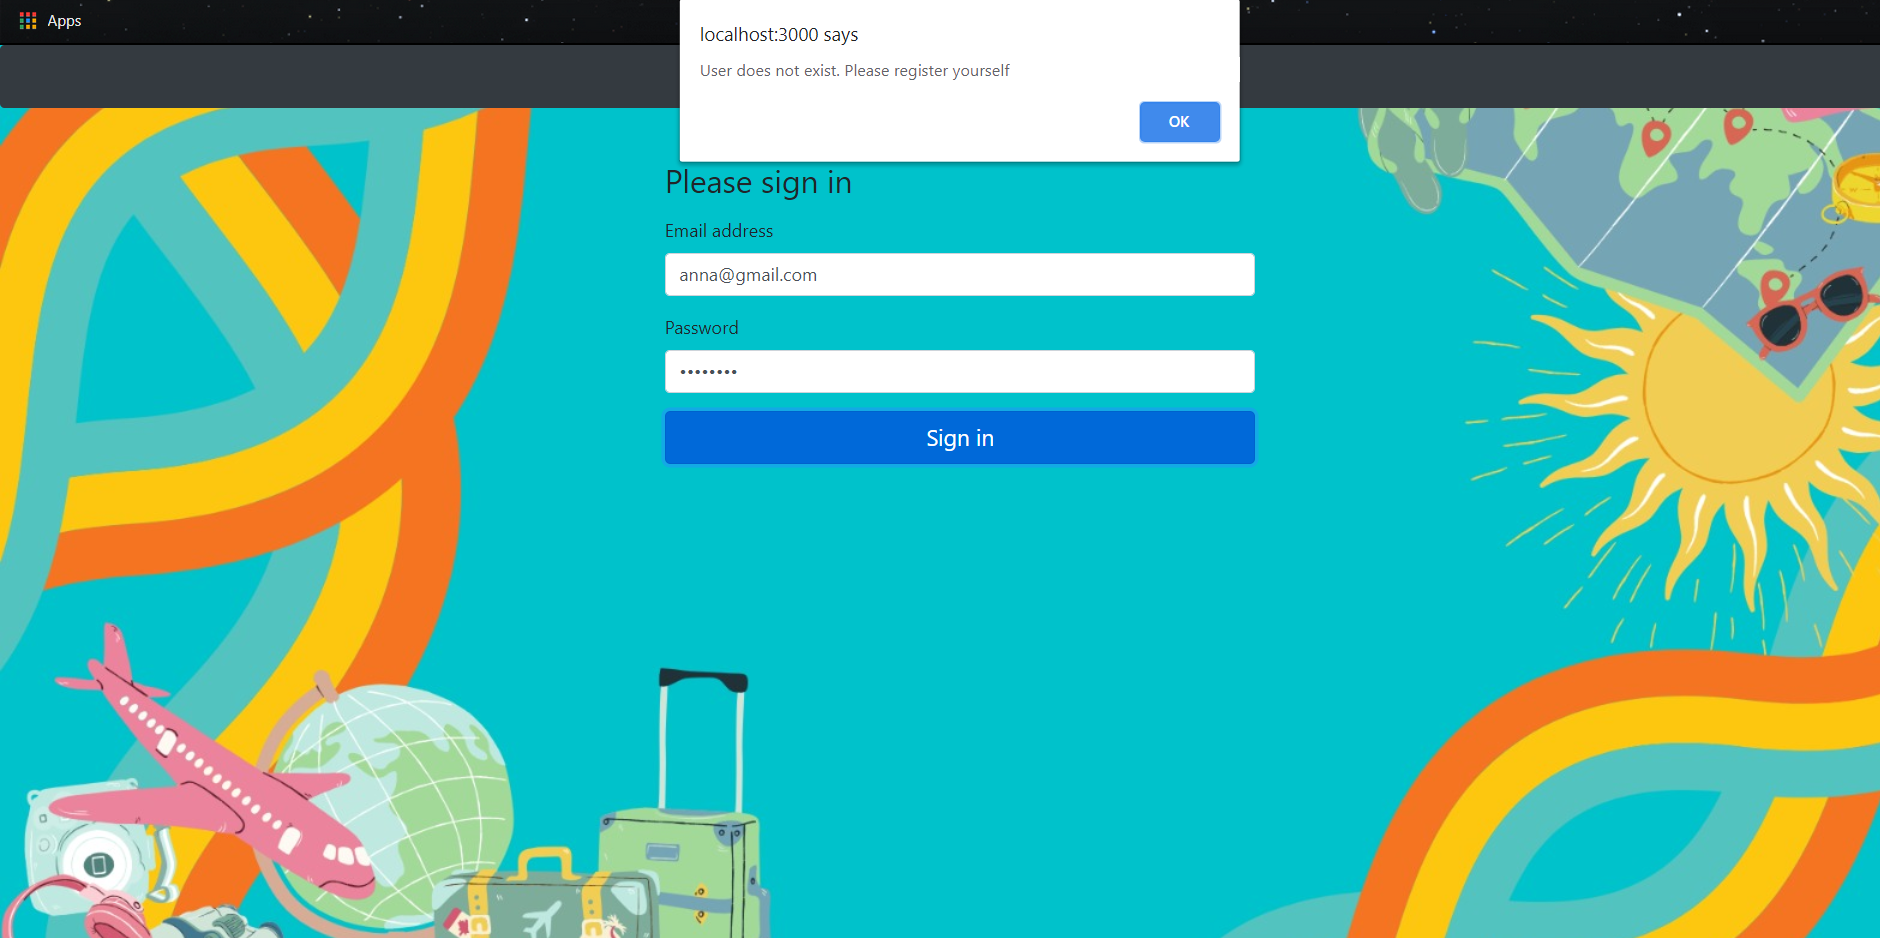 Apps
localhost:3000 says
User does not exist. Please register yourself
OK
Please sign in
Email address
anna@gmail.com
Password
••••••••
Sign in